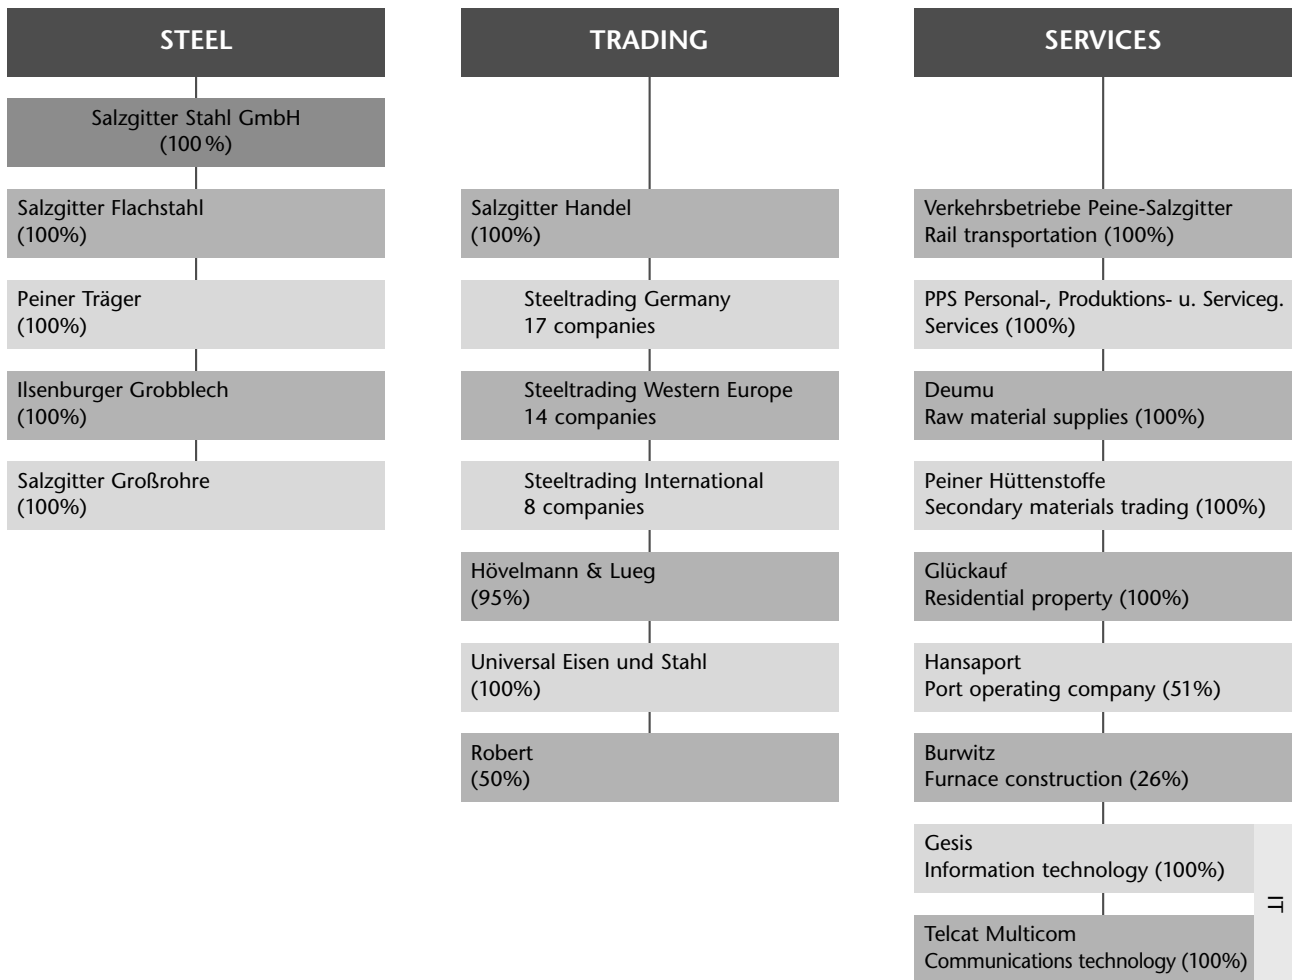 STEEL
Salzgitter Stahl GmbH
(100 %)
Salzgitter Flachstahl
(100%)
Peiner Träger
(100%)
Ilsenburger Grobblech
(100%)
Salzgitter Großrohre
(100%)
TRADING
Salzgitter Handel
(100%)
Steeltrading Germany
17 companies
Steeltrading Western Europe
14 companies
Steeltrading International
8 companies
Hövelmann & Lueg
(95%)
Universal Eisen und Stahl
(100%)
Robert
(50%)
SERVICES
Verkehrsbetriebe Peine-Salzgitter
Rail transportation (100%)
PPS Personal-, Produktions- u. Serviceg.
Services (100%)
Deumu
Raw material supplies (100%)
Peiner Hüttenstoffe
Secondary materials trading (100%)
Glückauf
Residential property (100%)
Hansaport
Port operating company (51%)
Burwitz
Furnace construction (26%)
Gesis
Information technology (100%)
Telcat Multicom
Communications technology (100%)
IT